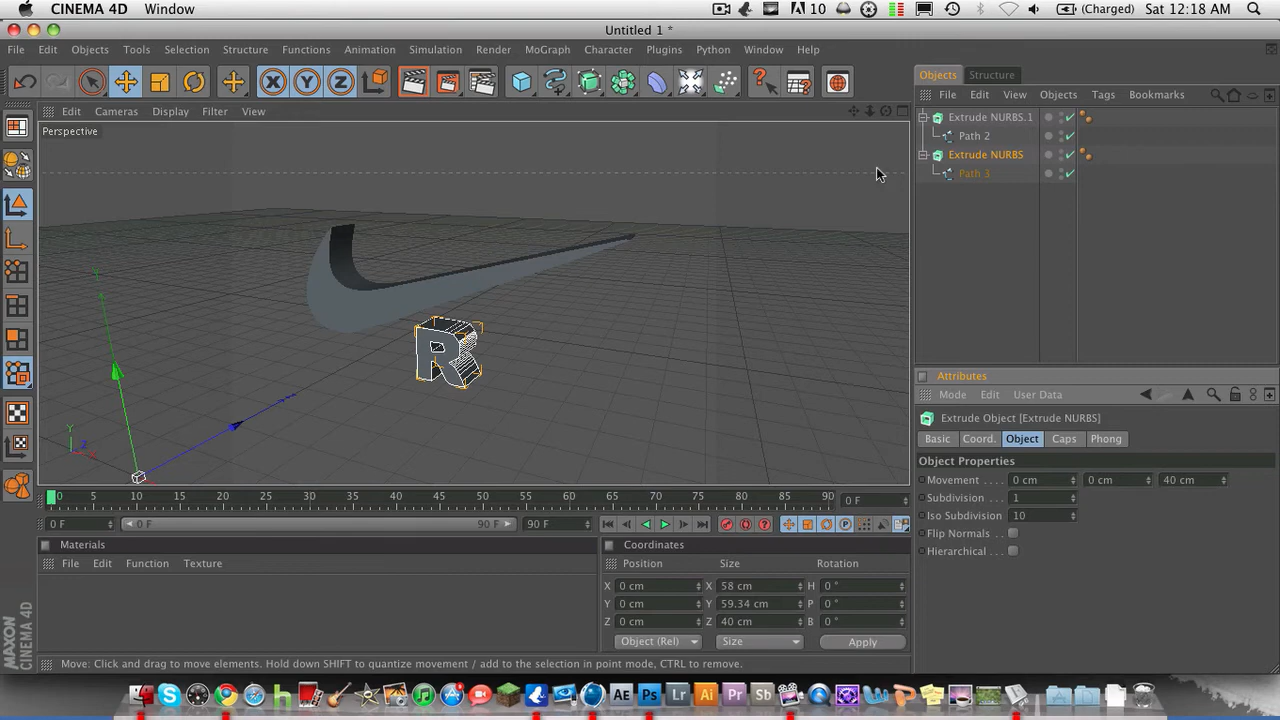 CINEMA 4D Window 10 (Charged) Sat 12:18 AM
Untitled 1 *
File Edit Objects Tools Selection Structure Functions Animation Simulation Render MoGraph Character Plugins Python Window Help
X Y Z
Objects Structure
File Edit View Objects Tags Bookmarks
Edit Cameras Display Filter View
Perspective
Extrude NURBS.1
Path 2
Extrude NURBS
Path 3
R
Y Z X
Attributes
Mode Edit User Data
Extrude Object [Extrude NURBS]
Basic Coord. Object Caps Phong
Object Properties
Movement . . . . 0 cm 0 cm 40 cm
Subdivision . . 1
Iso Subdivision 10
Flip Normals . .
Hierarchical . . .
0 5 10 15 20 25 30 35 40 45 50 55 60 65 70 75 80 85 90 0 F
0 F 0 F 90 F 90 F
Materials
File Edit Function Texture
Coordinates
Position Size Rotation
X 0 cm X 58 cm H 0 °
Y 0 cm Y 59.34 cm P 0 °
Z 0 cm Z 40 cm B 0 °
Object (Rel) Size Apply
MAXON CINEMA 4D
Move: Click and drag to move elements. Hold down SHIFT to quantize movement / add to the selection in point mode, CTRL to remove.
S h AE Ps Lr Ai Pr Sb W P